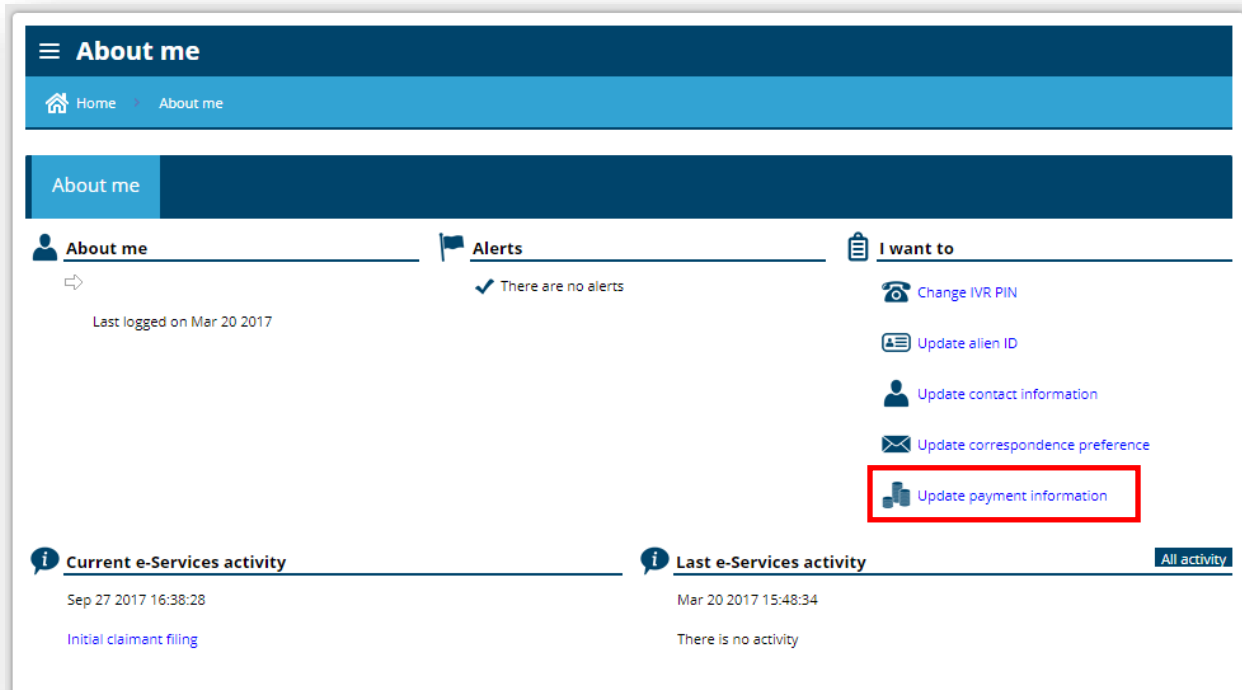 About me
Home About me
About me
About me
Last logged on Mar 20 2017
Alerts
There are no alerts
I want to
Change IVR PIN
Update alien ID
Update contact information
Update correspondence preference
Update payment information
Current e-Services activity
Sep 27 2017 16:38:28
Initial claimant filing
Last e-Services activity
All activity
Mar 20 2017 15:48:34
There is no activity